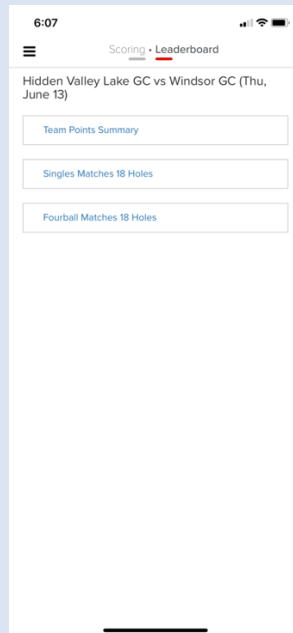 6:07
Scoring • Leaderboard
Hidden Valley Lake GC vs Windsor GC (Thu,
June 13)
Team Points Summary
Singles Matches 18 Holes
Fourball Matches 18 Holes